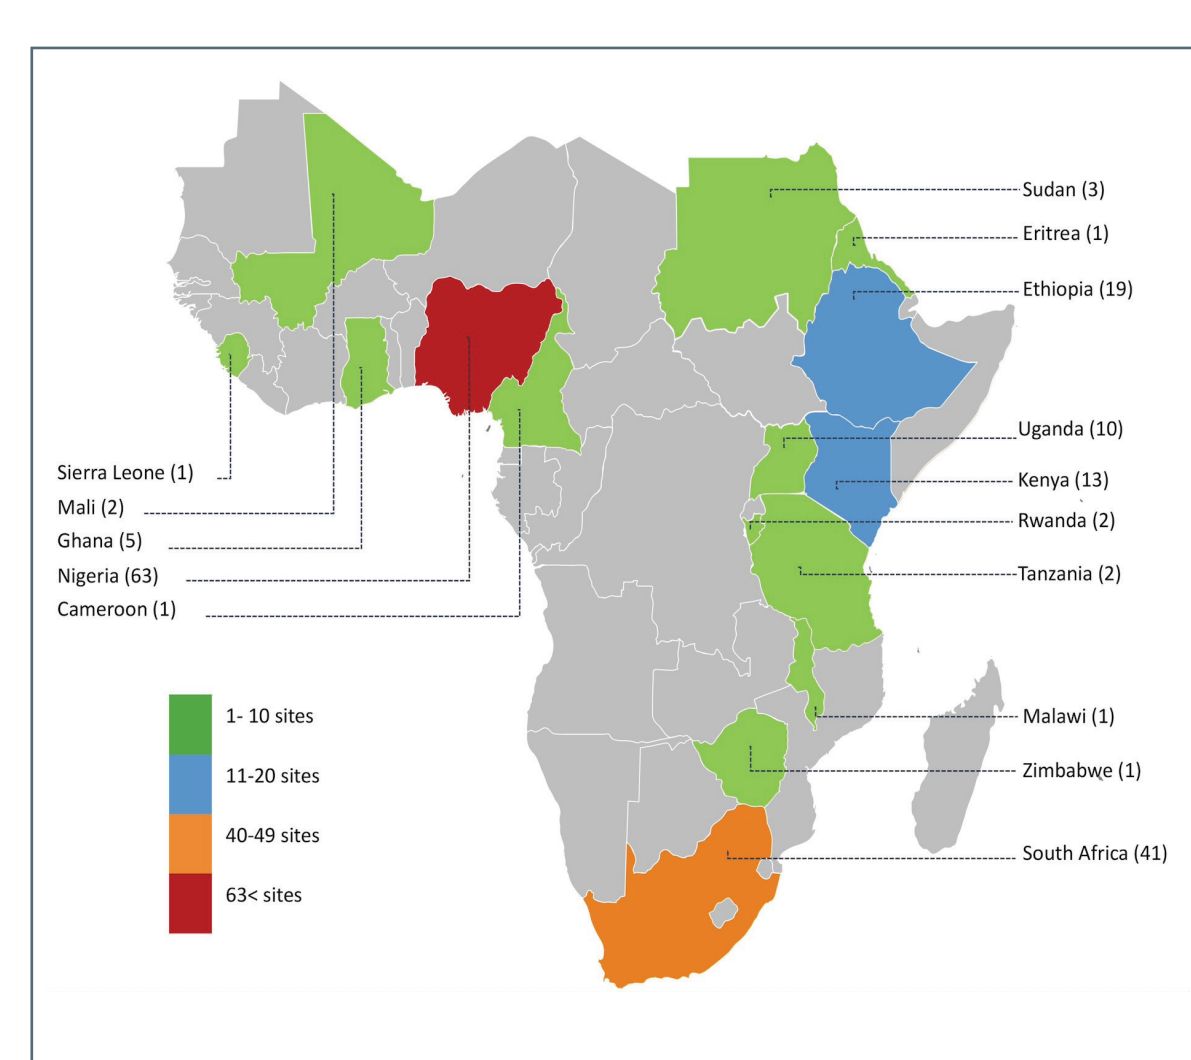 Sudan (3)
Eritrea (1)
Ethiopia (19)
Uganda (10)
Sierra Leone (1)
Kenya (13)
Mali (2)
Rwanda (2)
Ghana (5)
Nigeria (63)
Tanzania (2)
Cameroon (1)
1- 10 sites
Malawi (1)
11-20 sites
Zimbabwe (1)
40-49 sites
South Africa (41)
63< sites